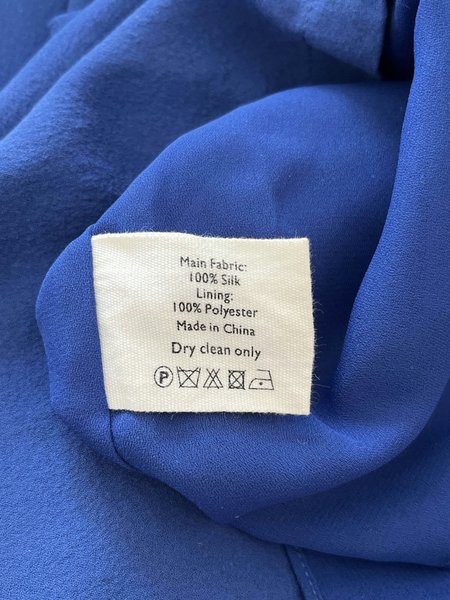 Main Fabric:
100% Silk
Lining:
100% Polyester
Made in China
Dry clean only
P